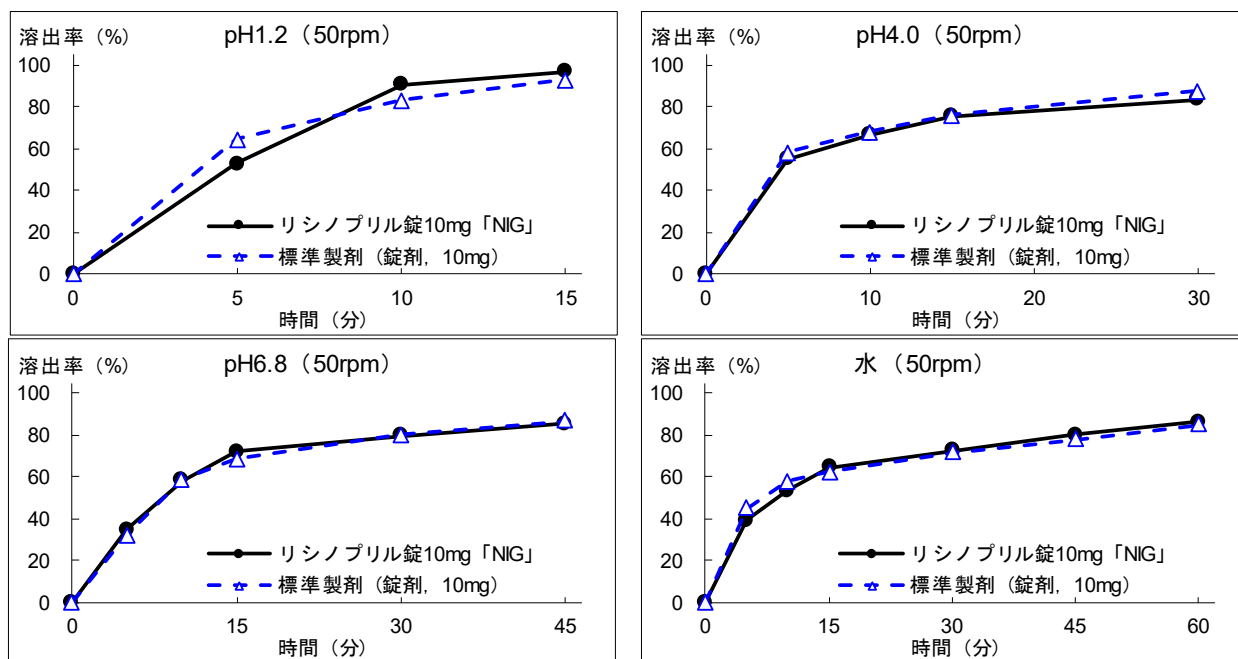 溶出率（%）
pH1.2（50rpm）
100
80
60
40
20
0
リシノプリル錠10mg「NIG」
標準製剤（錠剤，10mg）
0 5 10 15
時間（分）
溶出率（%）
pH4.0（50rpm）
100
80
60
40
20
0
リシノプリル錠10mg「NIG」
標準製剤（錠剤，10mg）
0 10 20 30
時間（分）
溶出率（%）
pH6.8（50rpm）
100
80
60
40
20
0
リシノプリル錠10mg「NIG」
標準製剤（錠剤，10mg）
0 15 30 45
時間（分）
溶出率（%）
水（50rpm）
100
80
60
40
20
0
リシノプリル錠10mg「NIG」
標準製剤（錠剤，10mg）
0 15 30 45 60
時間（分）